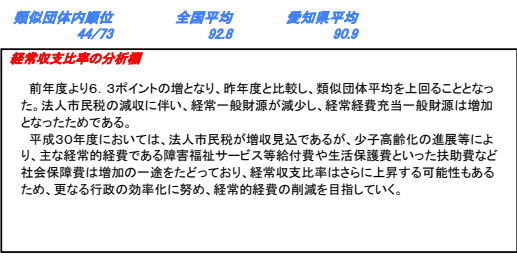 類似団体内順位 全国平均 愛知県平均
44/73 92.8 90.9
経常収支比率の分析欄
前年度より6.3ポイントの増となり、昨年度と比較し、類似団体平均を上回ることとなっ
た。法人市民税の減収に伴い、経常一般財源が減少し、経常経費充当一般財源は増加
となったためである。
平成30年度においては、法人市民税が増収見込であるが、少子高齢化の進展等によ
り、主な経常的経費である障害福祉サービス等給付費や生活保護費といった扶助費など
社会保障費は増加の一途をたどっており、経常収支比率はさらに上昇する可能性もある
ため、更なる行政の効率化に努め、経常的経費の削減を目指していく。